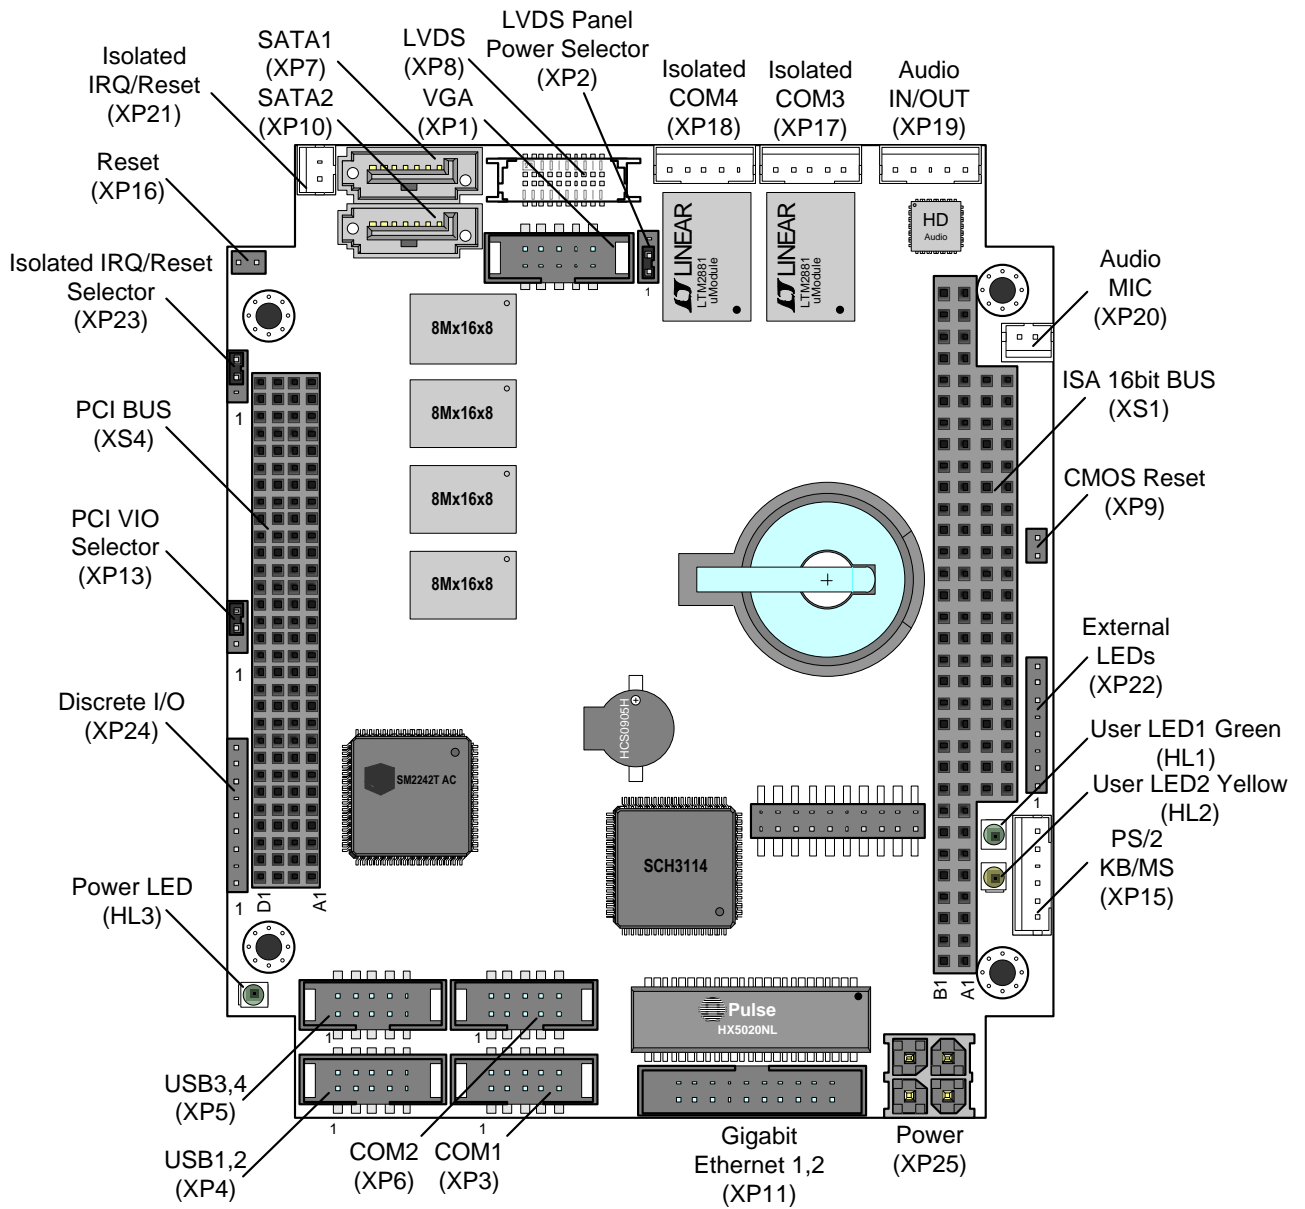 Isolated
IRQ/Reset
(XP21)
SATA1
(XP7)
SATA2
(XP10)
LVDS
(XP8)
VGA
(XP1)
LVDS Panel
Power Selector
(XP2)
Isolated
COM4
(XP18)
Isolated
COM3
(XP17)
Audio
IN/OUT
(XP19)
Reset
(XP16)
Isolated IRQ/Reset
Selector
(XP23)
1
PCI BUS
(XS4)
PCI VIO
Selector
(XP13)
1
Discrete I/O
(XP24)
1
D1
A1
Power LED
(HL3)
1
LINEAR
LTM2881
uModule
LINEAR
LTM2881
uModule
HD
Audio
8Mx16x8
8Mx16x8
8Mx16x8
8Mx16x8
Audio
MIC
(XP20)
ISA 16bit BUS
(XS1)
CMOS Reset
(XP9)
External
LEDs
(XP22)
1
User LED1 Green
(HL1)
User LED2 Yellow
(HL2)
PS/2
KB/MS
(XP15)
HCS0905H
SM2242T AC
SCH3114
B1
A1
Pulse
HX5020NL
1
1
1
1
USB3,4
(XP5)
USB1,2
(XP4)
COM2
(XP6)
COM1
(XP3)
Gigabit
Ethernet 1,2
(XP11)
Power
(XP25)